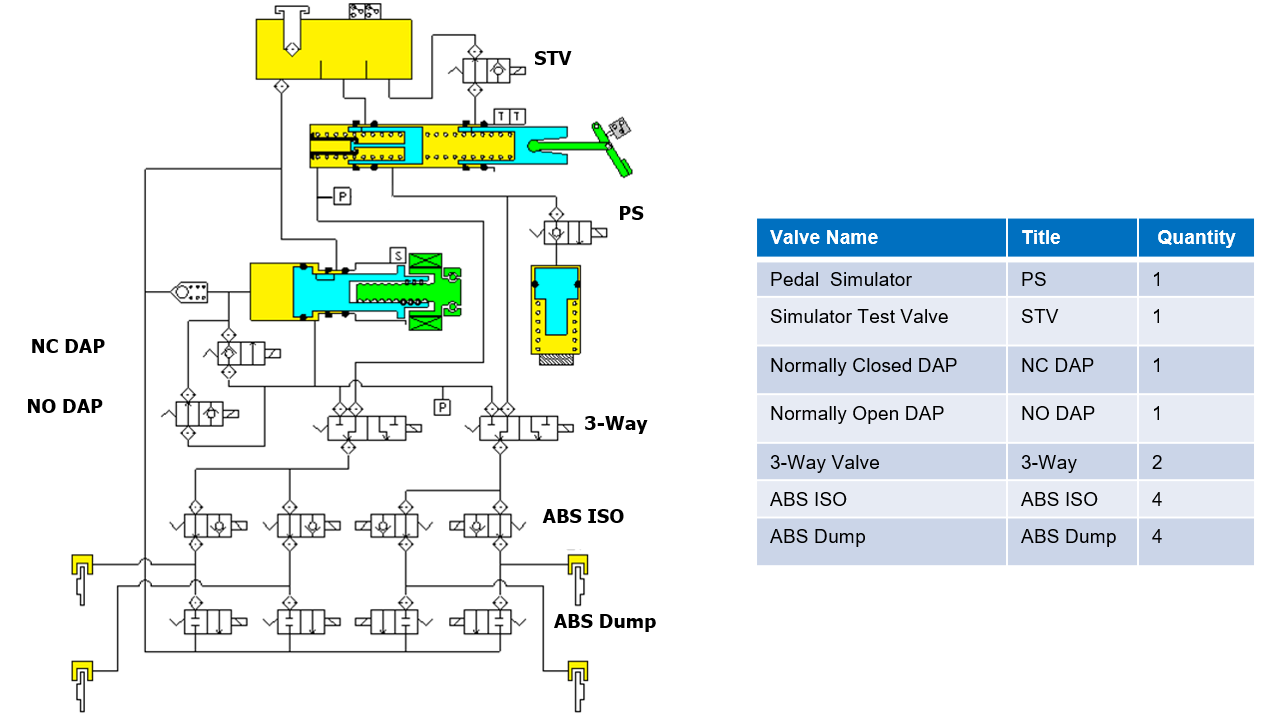 STV
T T
P
PS
S
NC DAP
NO DAP
P
3-Way
ABS ISO
ABS Dump
Valve Name Title Quantity
Pedal Simulator PS 1
Simulator Test Valve STV 1
Normally Closed DAP NC DAP 1
Normally Open DAP NO DAP 1
3-Way Valve 3-Way 2
ABS ISO ABS ISO 4
ABS Dump ABS Dump 4